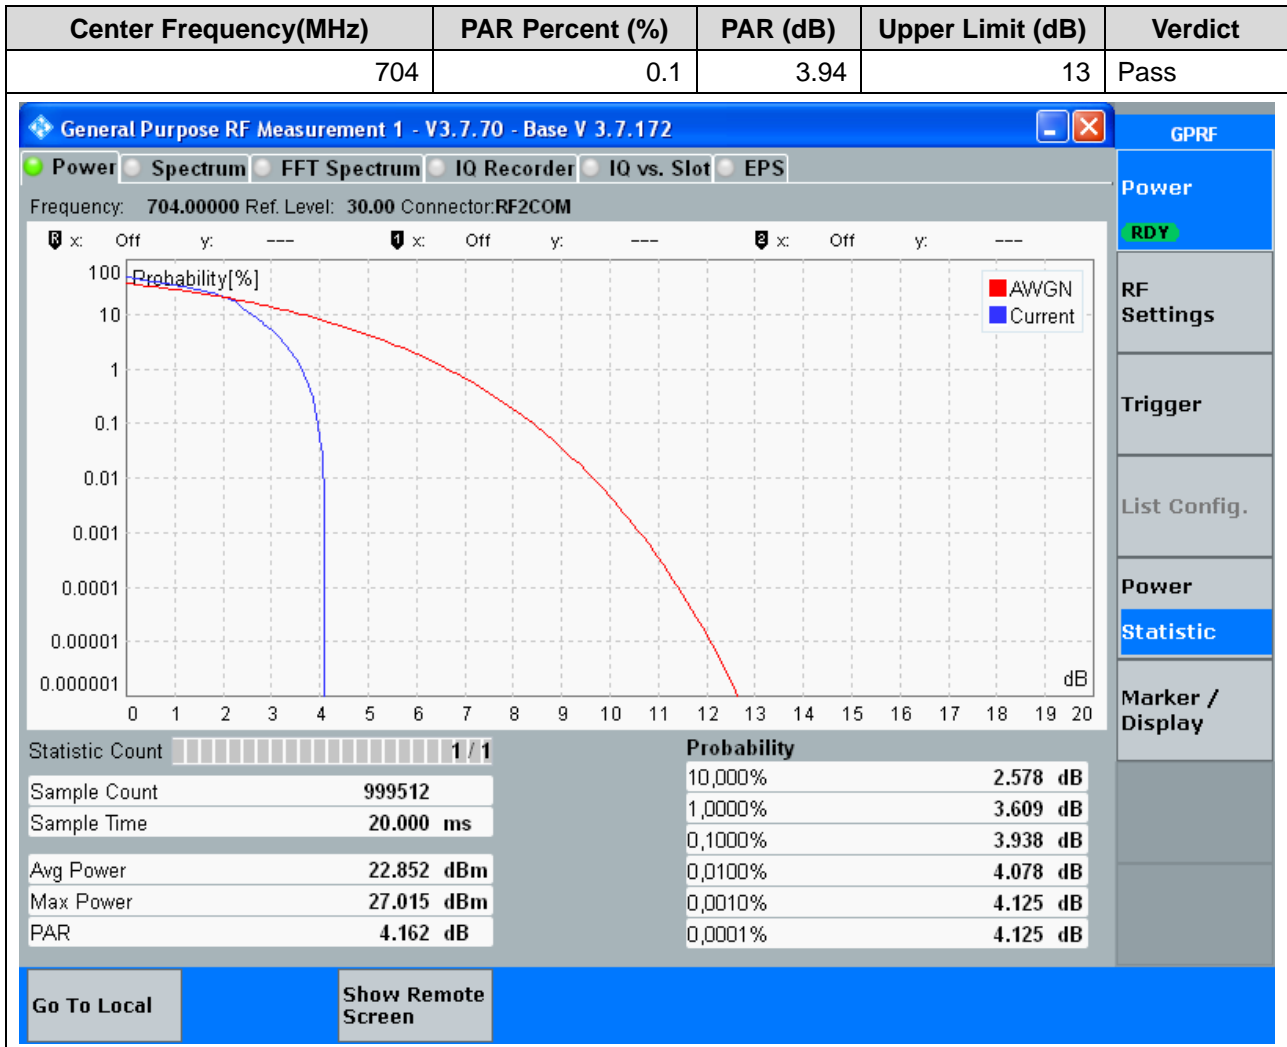 Center Frequency(MHz) PAR Percent (%) PAR (dB) Upper Limit (dB) Verdict
704 0.1 3.94 13 Pass
General Purpose RF Measurement 1 - V3.7.70 - Base V 3.7.172
GPRF
Power Spectrum FFT Spectrum IQ Recorder IQ vs. Slot EPS
Power
RDY
Frequency: 704.00000 Ref. Level: 30.00 Connector:RF2COM
R x: Off y: --- 1 x: Off y: --- 2 x: Off y: ---
100 Probability[%]
AWGN
Current
10
1
0.1
0.01
0.001
0.0001
0.00001
0.000001
dB
0 1 2 3 4 5 6 7 8 9 10 11 12 13 14 15 16 17 18 19 20
RF
Settings
Trigger
List Config.
Power
Statistic
Marker /
Display
Statistic Count 1 / 1
Sample Count 999512
Sample Time 20.000 ms
Avg Power 22.852 dBm
Max Power 27.015 dBm
PAR 4.162 dB
Probability
10,000% 2.578 dB
1,0000% 3.609 dB
0,1000% 3.938 dB
0,0100% 4.078 dB
0,0010% 4.125 dB
0,0001% 4.125 dB
Go To Local
Show Remote
Screen